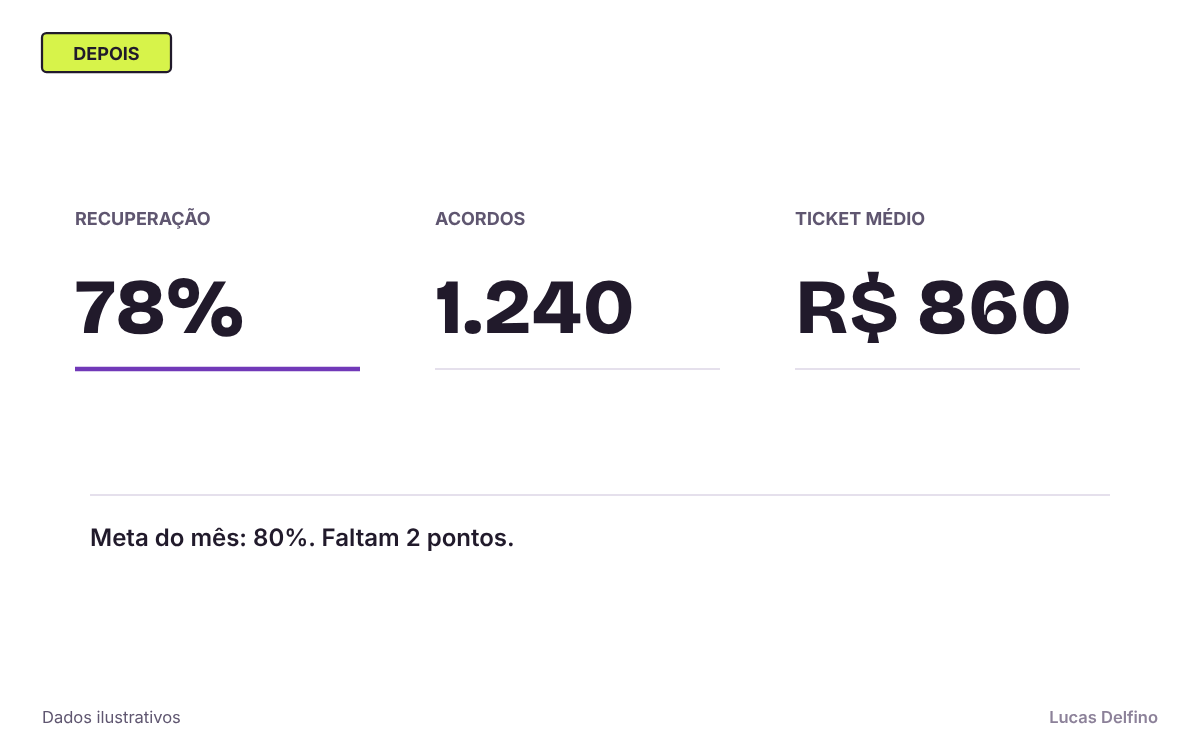 DEPOIS
RECUPERAÇÃO
ACORDOS
TICKET MÉDIO
78%
1.240
R$ 860
Meta do mês: 80%. Faltam 2 pontos.
Dados ilustrativos
Lucas Delfino